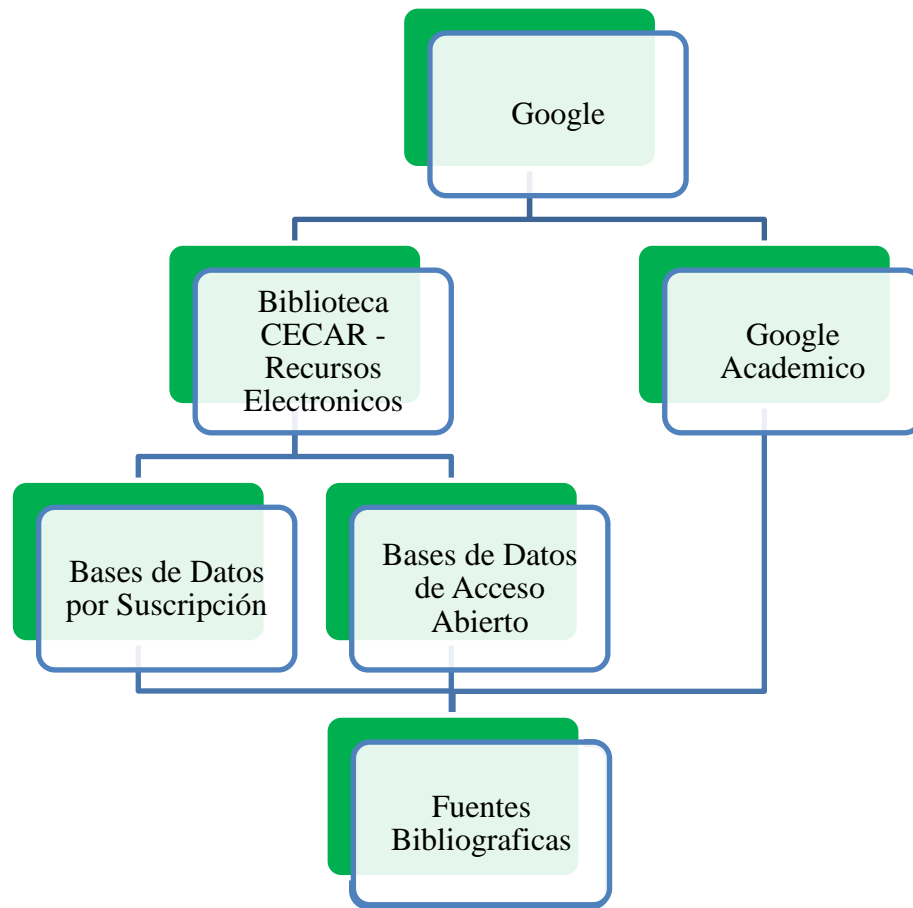 Google
Biblioteca
CECAR -
Recursos
Electronicos
Google
Academico
Bases de Datos
por Suscripción
Bases de Datos
de Acceso
Abierto
Fuentes
Bibliograficas